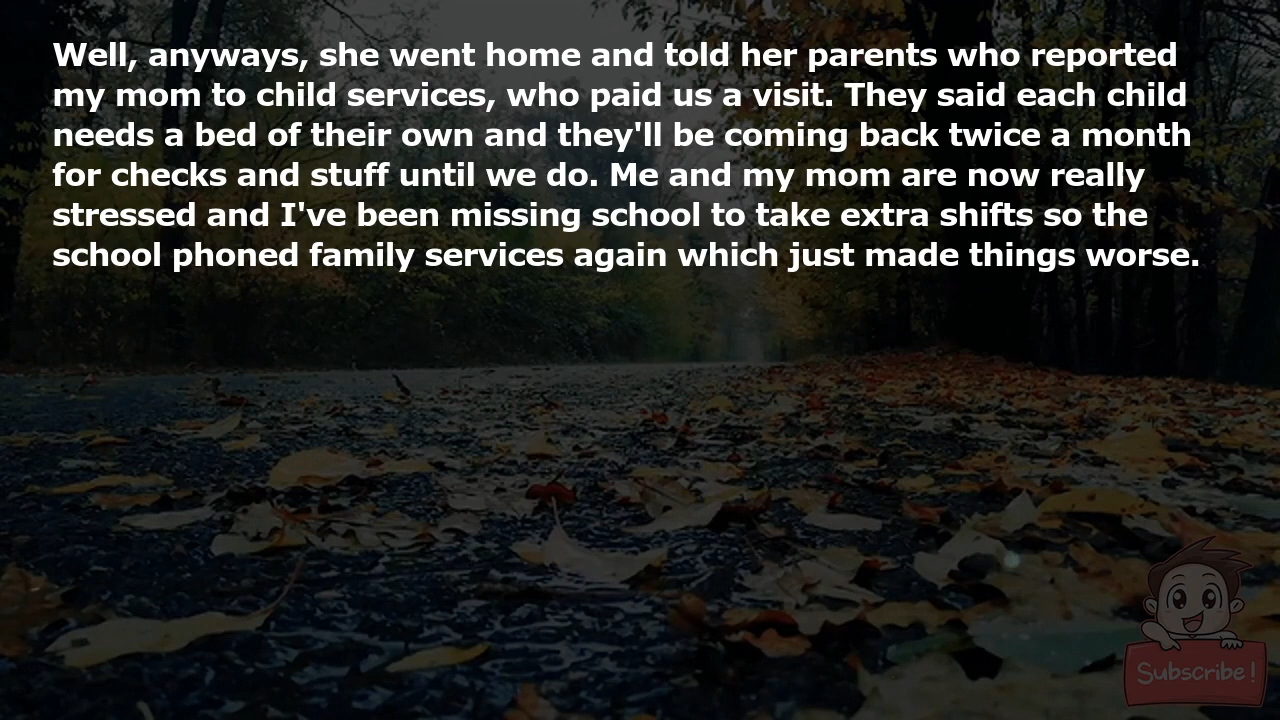 Well, anyways, she went home and told her parents who reported
my mom to child services, who paid us a visit. They said each child
needs a bed of their own and they'll be coming back twice a month
for checks and stuff until we do. Me and my mom are now really
stressed and I've been missing school to take extra shifts so the
school phoned family services again which just made things worse.
Subscribe!